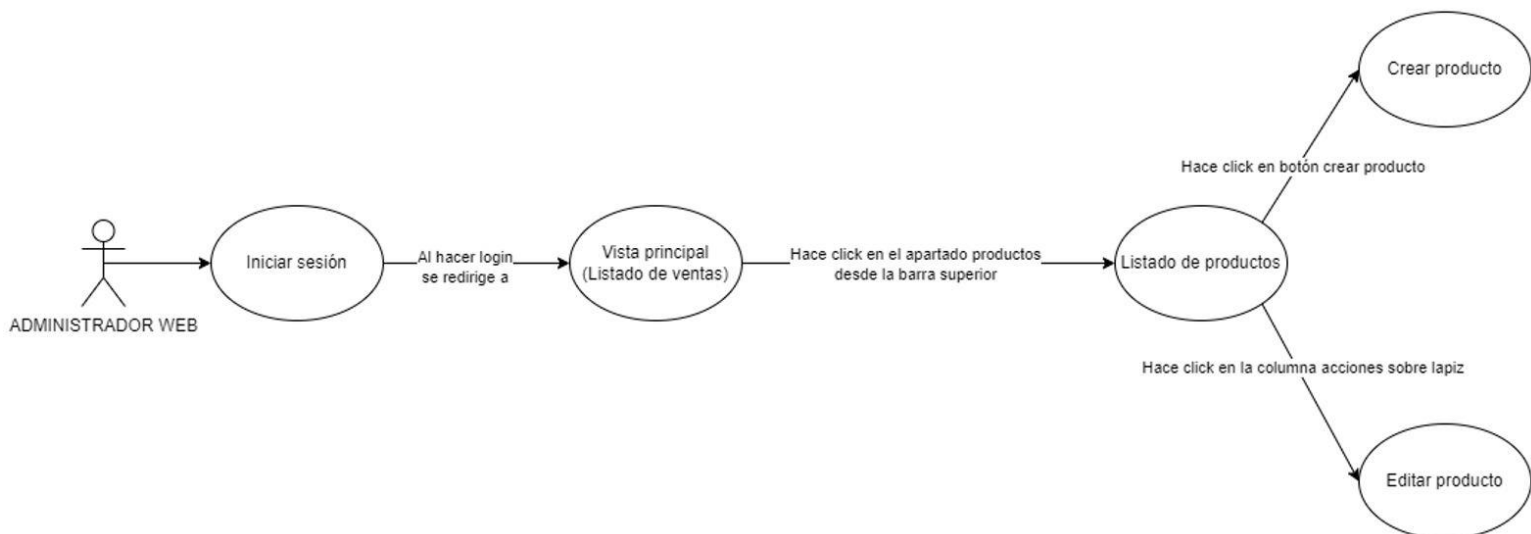 Crear producto
Hace click en botón crear producto
Iniciar sesión
Al hacer login
se redirige a
Vista principal
(Listado de ventas)
Hace click en el apartado productos
desde la barra superior
Listado de productos
ADMINISTRADOR WEB
Hace click en la columna acciones sobre lapiz
Editar producto